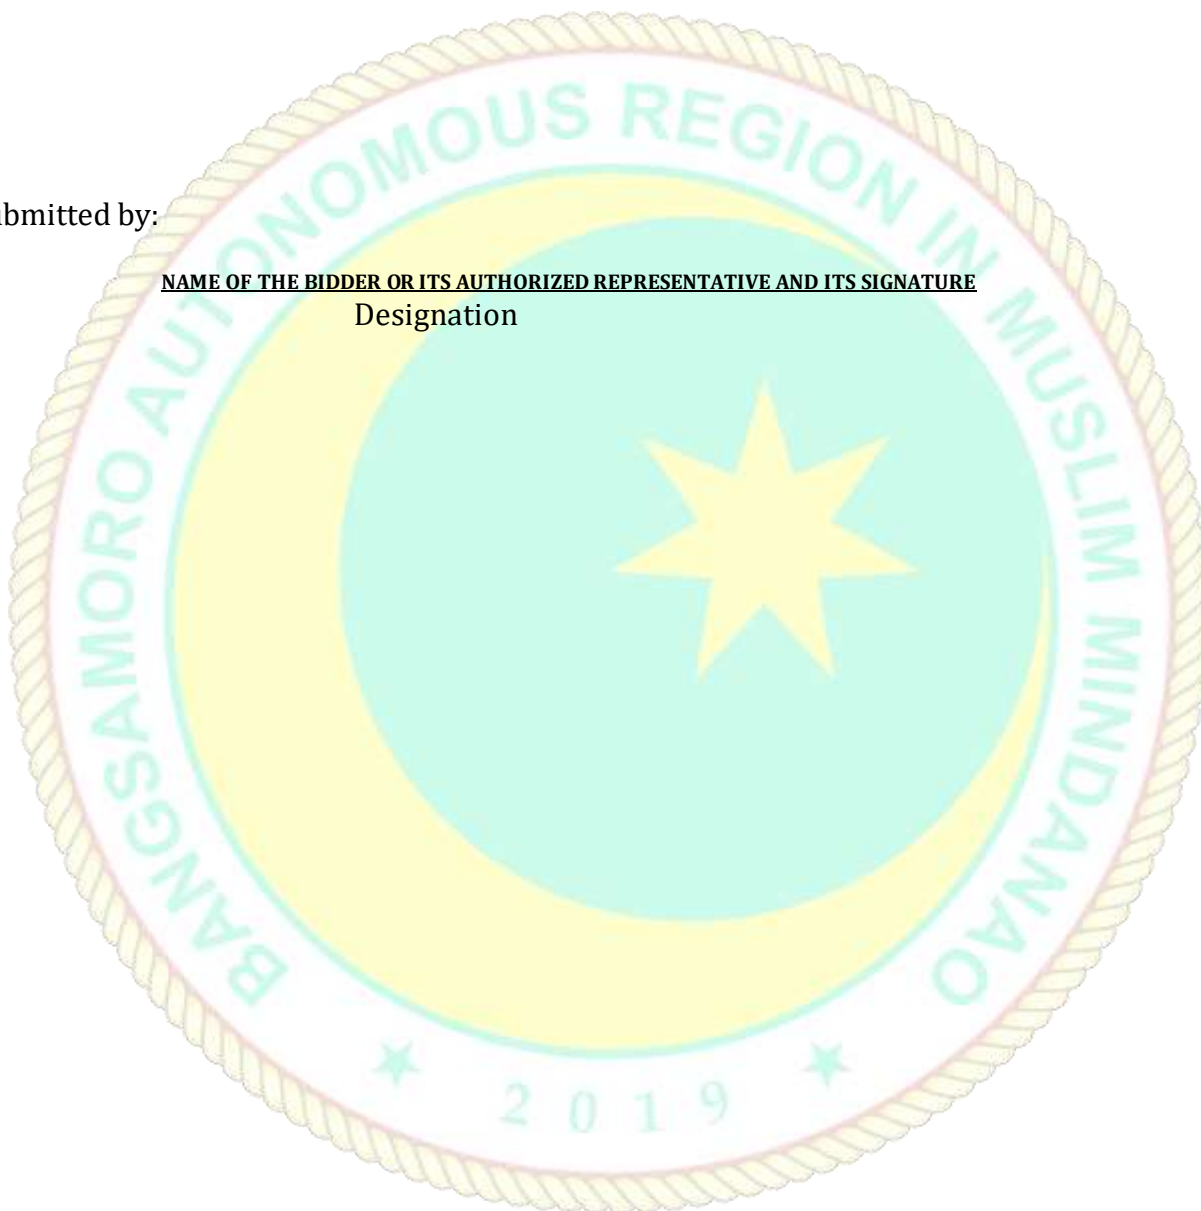 BANGSAMORO AUTONOMOUS REGION IN MUSLIM MINDANAO
ubmitted by:
NAME OF THE BIDDER OR ITS AUTHORIZED REPRESENTATIVE AND ITS SIGNATURE
Designation
2019